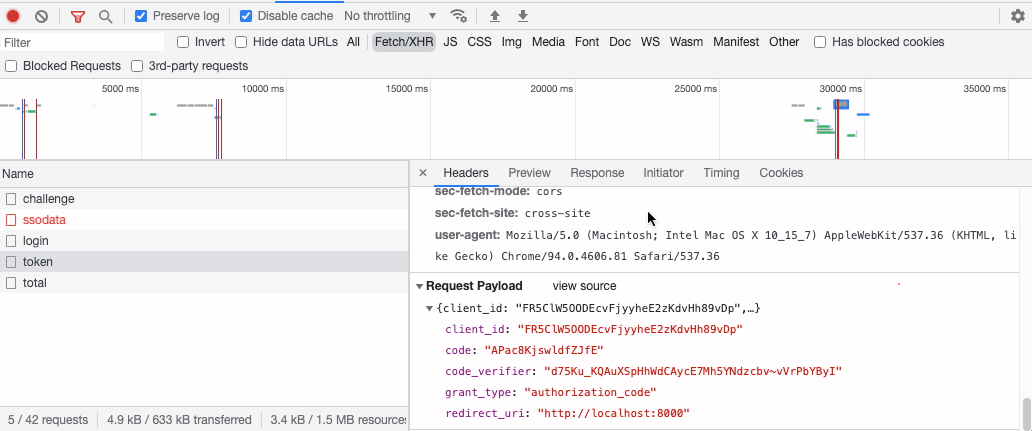 Preserve log Disable cache No throttling
Filter Invert Hide data URLs All Fetch/XHR JS CSS Img Media Font Doc WS Wasm Manifest Other Has blocked cookies
Blocked Requests 3rd-party requests
5000 ms 10000 ms 15000 ms 20000 ms 25000 ms 30000 ms 35000 ms
Name
challenge
ssodata
login
token
total
5 / 42 requests 4.9 kB / 633 kB transferred 3.4 kB / 1.5 MB resources
× Headers Preview Response Initiator Timing Cookies
sec-fetch-mode: cors
sec-fetch-site: cross-site
user-agent: Mozilla/5.0 (Macintosh; Intel Mac OS X 10_15_7) AppleWebKit/537.36 (KHTML, li
ke Gecko) Chrome/94.0.4606.81 Safari/537.36
Request Payload view source
{client_id: "FR5ClW5OODEcvFjyyheE2zKdvHh89vDp",…}
client_id: "FR5ClW5OODEcvFjyyheE2zKdvHh89vDp"
code: "APac8KjswldfZJfE"
code_verifier: "d75Ku_KQAuXSpHhWdCAycE7Mh5YNdzcbv~vVrPbYByI"
grant_type: "authorization_code"
redirect_uri: "http://localhost:8000"